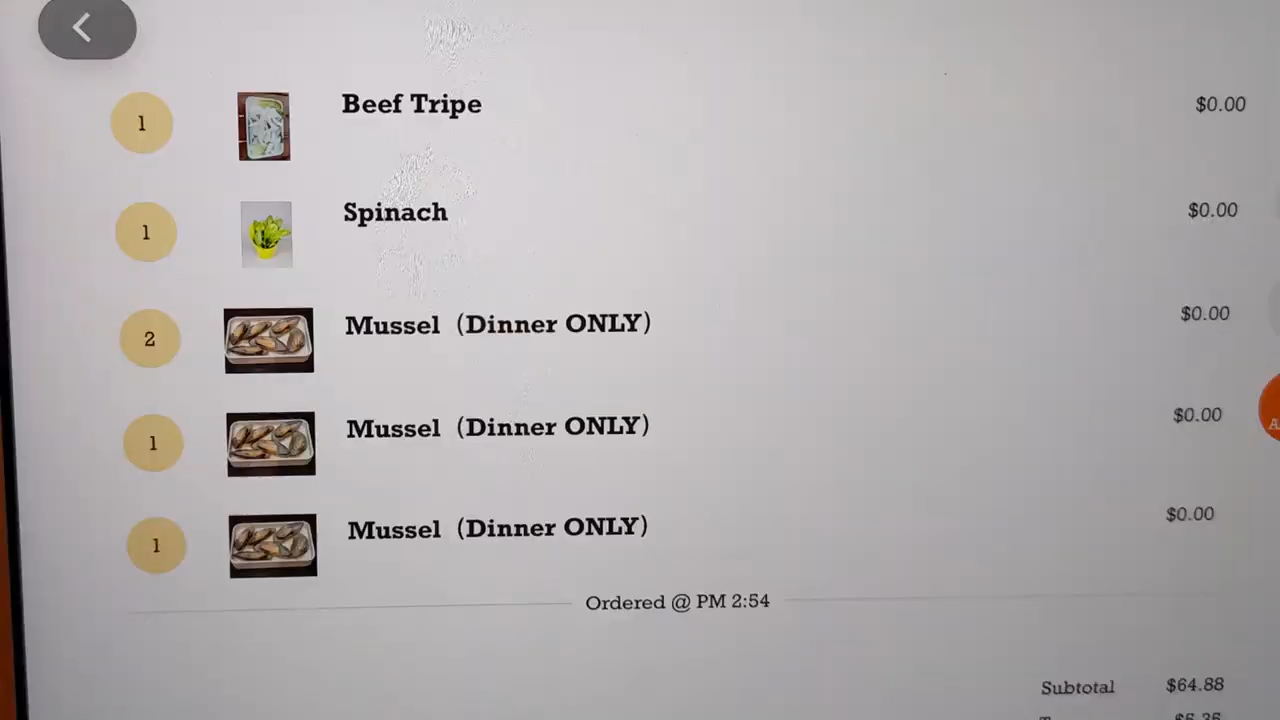 1 Beef Tripe $0.00
1 Spinach $0.00
2 Mussel (Dinner ONLY) $0.00
1 Mussel (Dinner ONLY) $0.00
1 Mussel (Dinner ONLY) $0.00
Ordered @ PM 2:54
Subtotal $64.88